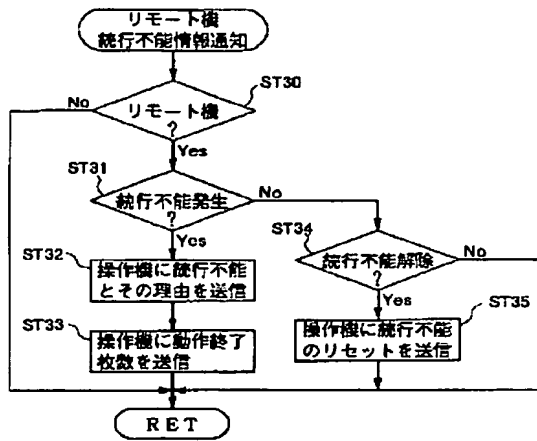 リモート機
続行不能情報通知
ST30
No
リモート機
?
Yes
ST31
続行不能発生
?
No
Yes
ST34
続行不能解除
?
No
Yes
ST32
操作機に続行不能
とその理由を送信
ST35
操作機に続行不能
のリセットを送信
ST33
操作機に動作終了
枚数を送信
RET